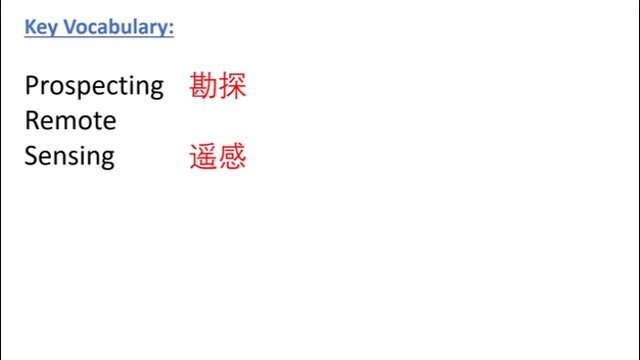 Key Vocabulary:
Prospecting 勘探
Remote
Sensing 遥感